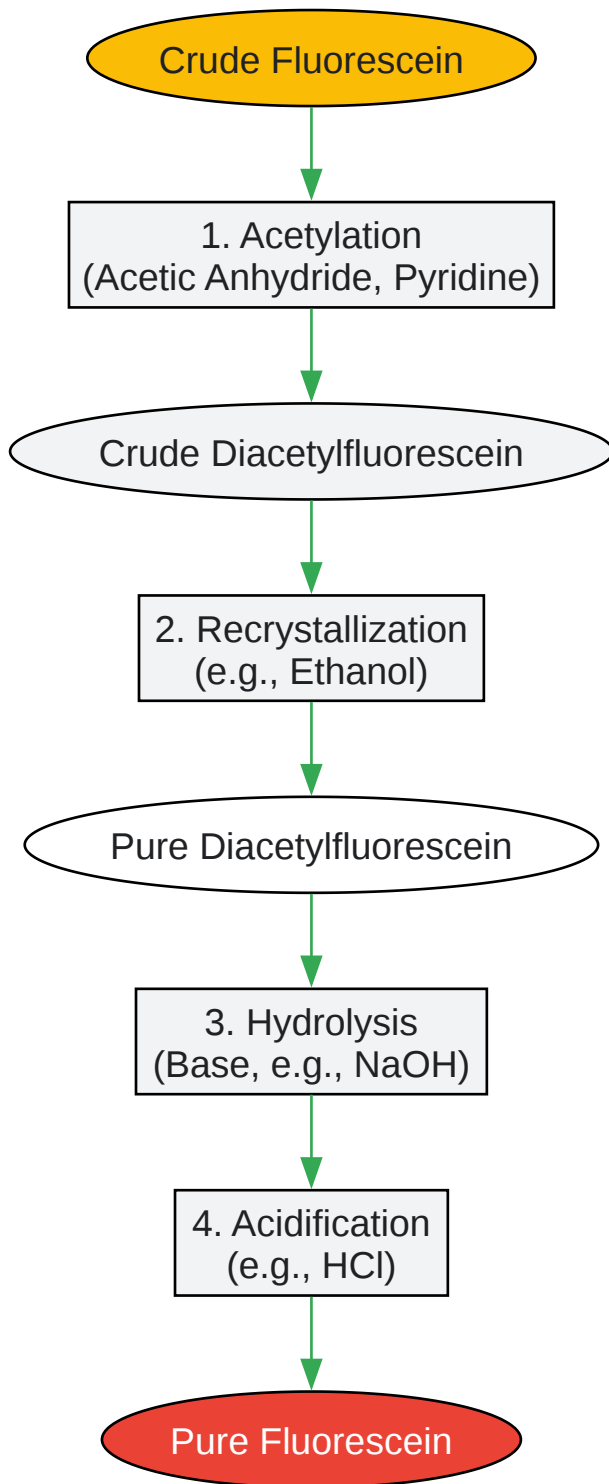 Crude Fluorescein
1. Acetylation
(Acetic Anhydride, Pyridine)
Crude Diacetylfluorescein
2. Recrystallization
(e.g., Ethanol)
Pure Diacetylfluorescein
3. Hydrolysis
(Base, e.g., NaOH)
4. Acidification
(e.g., HCl)
Pure Fluorescein